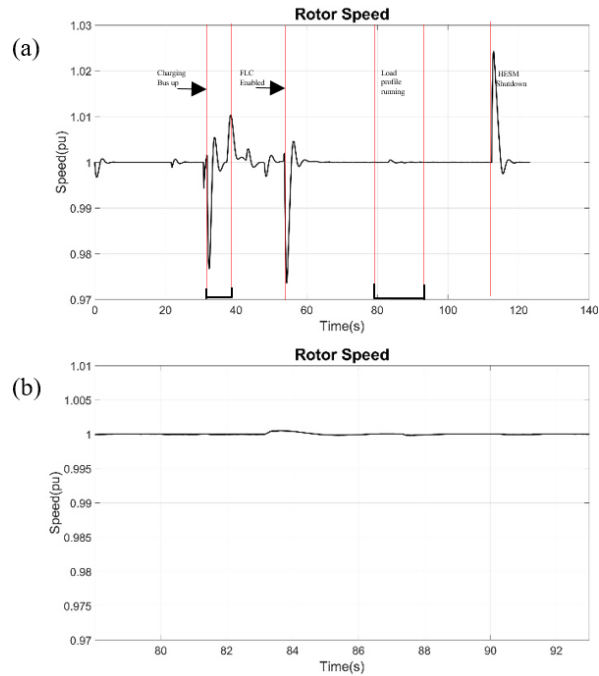 (a)
Rotor Speed
1.03
1.02
1.01
1
0.99
0.98
0.97
Speed(pu)
Charging
Bus up
FLC
Enabled
Load
profile
running
HESM
Shutdown
0 20 40 60 80 100 120 140
Time(s)
(b)
Rotor Speed
1.01
1.005
1
0.995
0.99
0.985
0.98
0.975
0.97
Speed(pu)
80 82 84 86 88 90 92
Time(s)